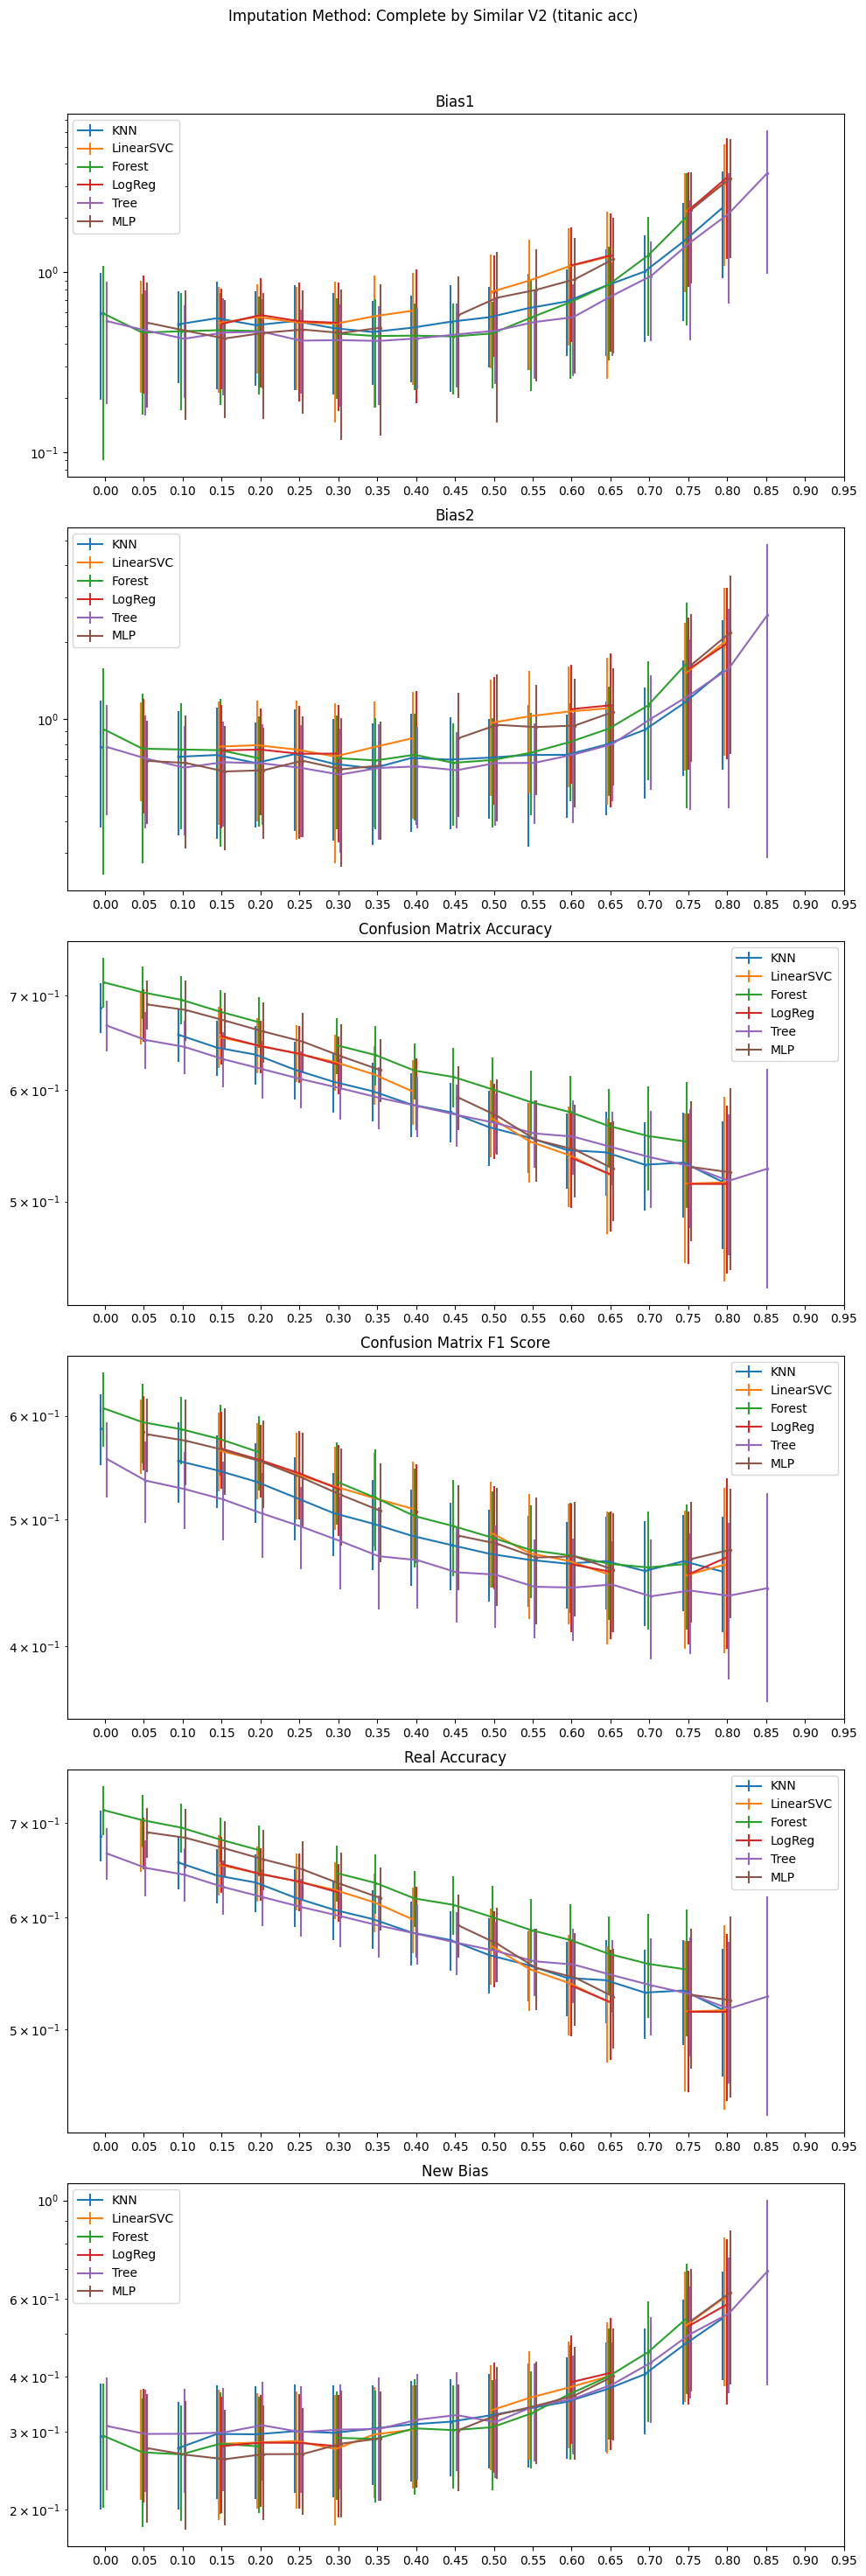 Imputation Method: Complete by Similar V2 (titanic acc)
Bias1
KNN
LinearSVC
Forest
LogReg
Tree
MLP
10⁰
10⁻¹
0.00 0.05 0.10 0.15 0.20 0.25 0.30 0.35 0.40 0.45 0.50 0.55 0.60 0.65 0.70 0.75 0.80 0.85 0.90 0.95
Bias2
KNN
LinearSVC
Forest
LogReg
Tree
MLP
10⁰
0.00 0.05 0.10 0.15 0.20 0.25 0.30 0.35 0.40 0.45 0.50 0.55 0.60 0.65 0.70 0.75 0.80 0.85 0.90 0.95
Confusion Matrix Accuracy
KNN
LinearSVC
Forest
LogReg
Tree
MLP
7 × 10⁻¹
6 × 10⁻¹
5 × 10⁻¹
0.00 0.05 0.10 0.15 0.20 0.25 0.30 0.35 0.40 0.45 0.50 0.55 0.60 0.65 0.70 0.75 0.80 0.85 0.90 0.95
Confusion Matrix F1 Score
KNN
LinearSVC
Forest
LogReg
Tree
MLP
6 × 10⁻¹
5 × 10⁻¹
4 × 10⁻¹
0.00 0.05 0.10 0.15 0.20 0.25 0.30 0.35 0.40 0.45 0.50 0.55 0.60 0.65 0.70 0.75 0.80 0.85 0.90 0.95
Real Accuracy
KNN
LinearSVC
Forest
LogReg
Tree
MLP
7 × 10⁻¹
6 × 10⁻¹
5 × 10⁻¹
0.00 0.05 0.10 0.15 0.20 0.25 0.30 0.35 0.40 0.45 0.50 0.55 0.60 0.65 0.70 0.75 0.80 0.85 0.90 0.95
New Bias
KNN
LinearSVC
Forest
LogReg
Tree
MLP
10⁰
6 × 10⁻¹
4 × 10⁻¹
3 × 10⁻¹
2 × 10⁻¹
0.00 0.05 0.10 0.15 0.20 0.25 0.30 0.35 0.40 0.45 0.50 0.55 0.60 0.65 0.70 0.75 0.80 0.85 0.90 0.95